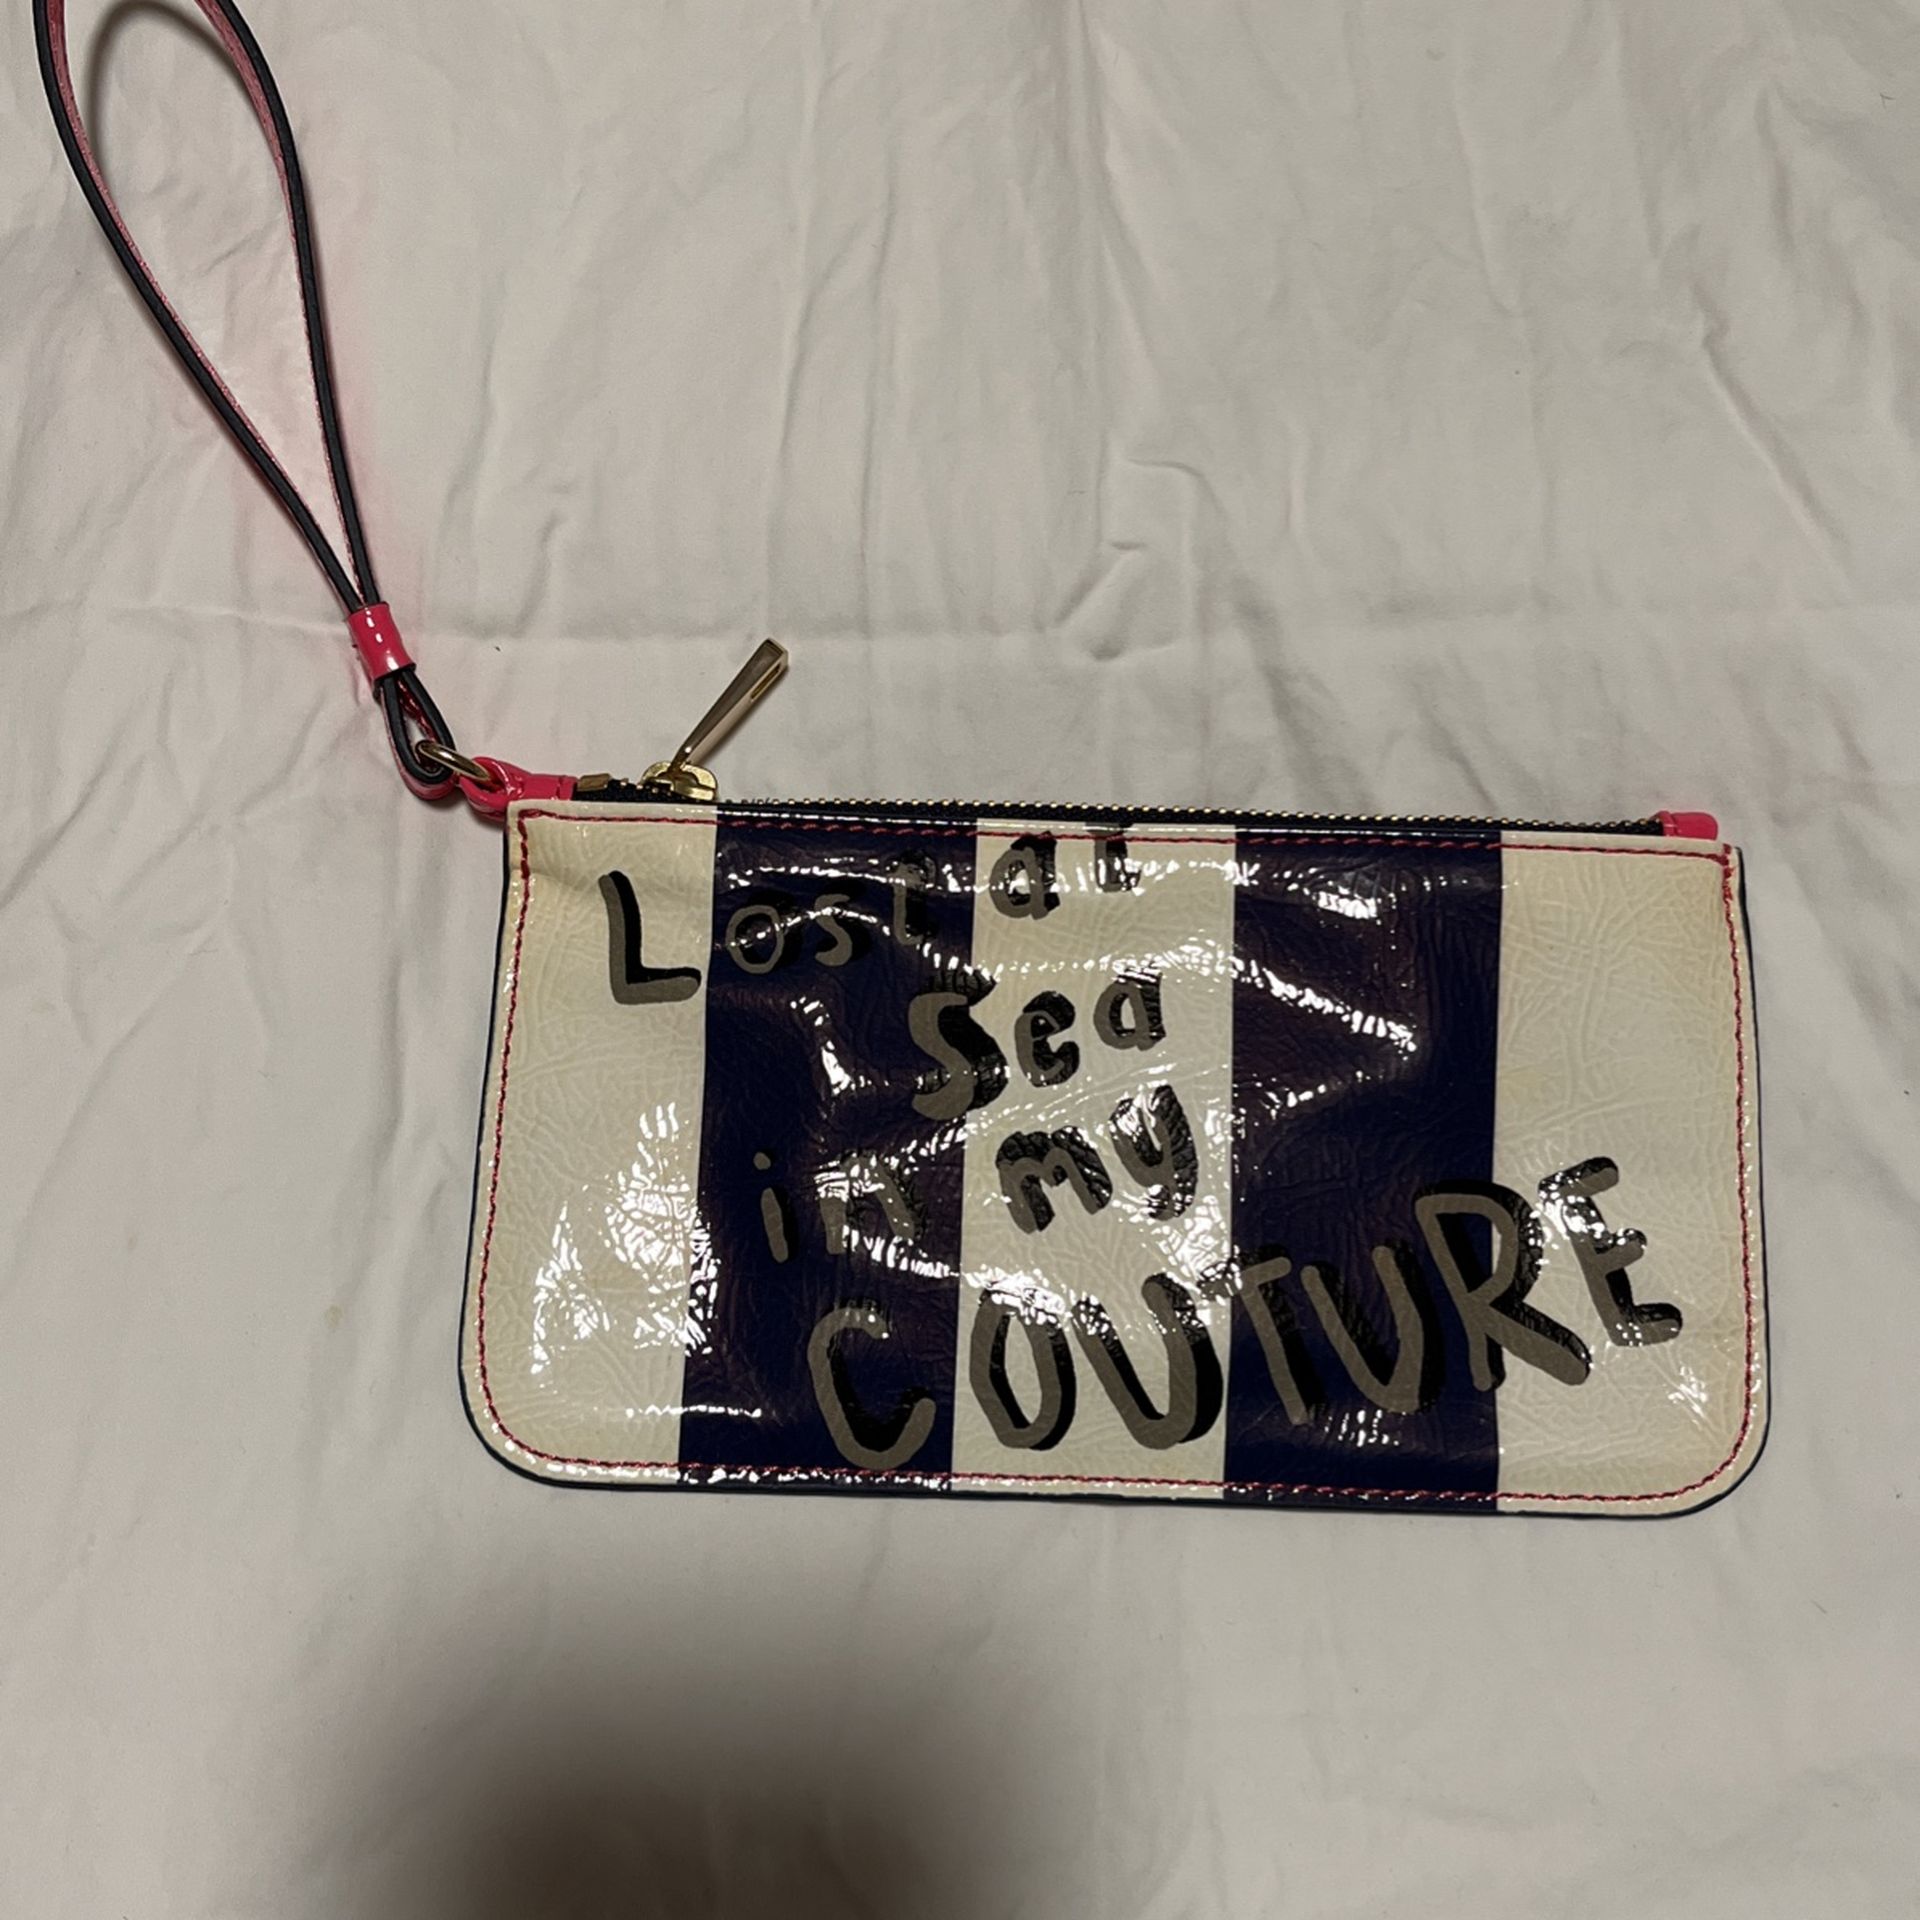 Lost at
Sea
in my
COUTURE